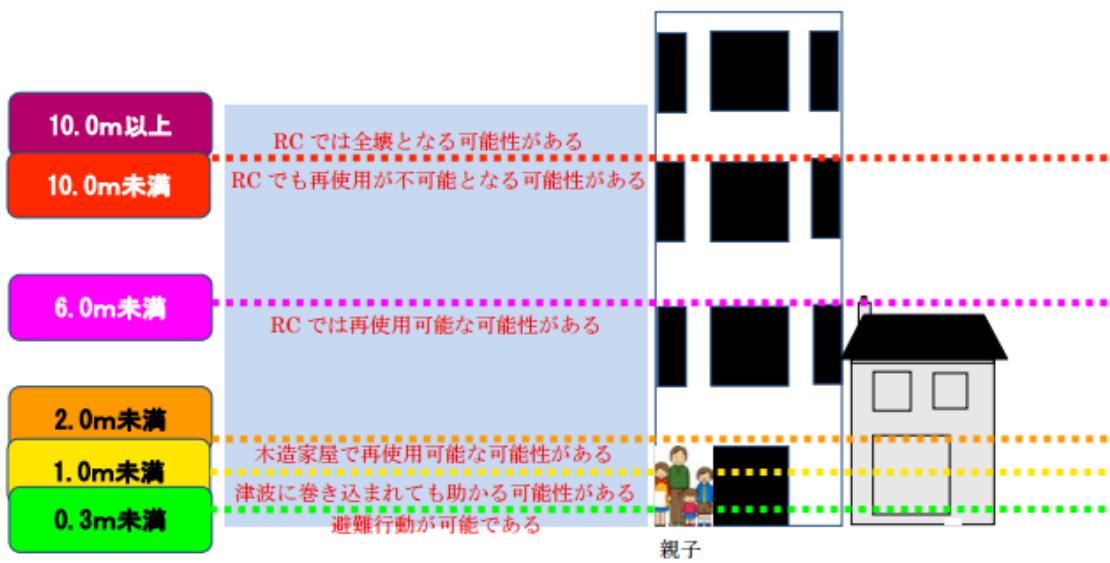 10.0m以上
RCでは全壊となる可能性がある
10.0m未満
RCでも再使用が不可能となる可能性がある
6.0m未満
RCでは再使用可能な可能性がある
2.0m未満
木造家屋で再使用可能な可能性がある
1.0m未満
津波に巻き込まれても助かる可能性がある
0.3m未満
避難行動が可能である
親子